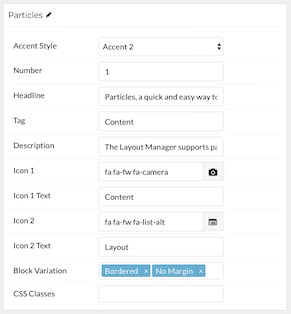 Particles
Accent Style Accent 2
Number 1
Headline Particles, a quick and easy way to
Tag Content
Description The Layout Manager supports pa
Icon 1 fa fa-fw fa-camera
Icon 1 Text Content
Icon 2 fa fa-fw fa-list-alt
Icon 2 Text Layout
Block Variation Bordered × No Margin ×
CSS Classes